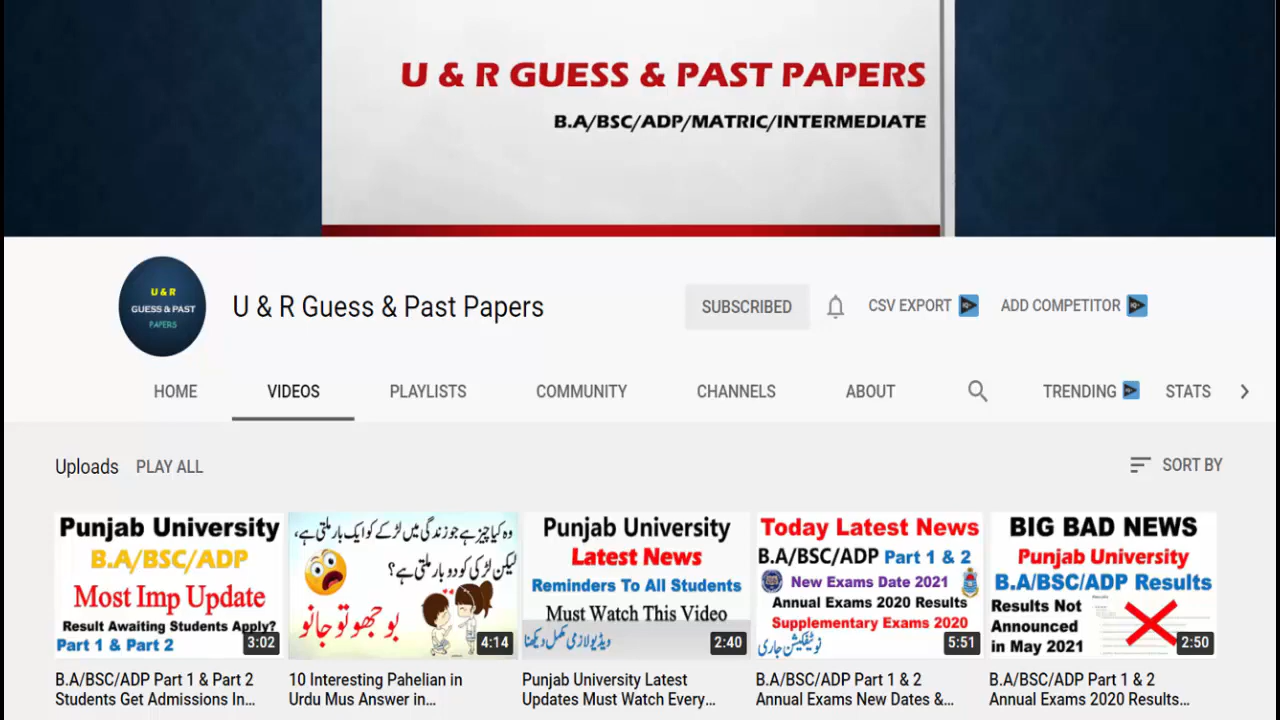 U & R GUESS & PAST PAPERS
B.A/BSC/ADP/MATRIC/INTERMEDIATE
U & R
GUESS & PAST
PAPERS
U & R Guess & Past Papers
SUBSCRIBED
CSV EXPORT
ADD COMPETITOR
HOME
VIDEOS
PLAYLISTS
COMMUNITY
CHANNELS
ABOUT
TRENDING
STATS
Uploads
PLAY ALL
SORT BY
Punjab University
B.A/BSC/ADP
Most Imp Update
Result Awaiting Students Apply?
Part 1 & Part 2
3:02
B.A/BSC/ADP Part 1 & Part 2
Students Get Admissions In...
وہ کیا چیز ہے جو زندگی میں لڑکے کو ایک بار ملتی ہے،
لیکن لڑکی کو دو بار ملتی ہے؟
بوجھو تو جانو
4:14
10 Interesting Pahelian in
Urdu Mus Answer in...
Punjab University
Latest News
Reminders To All Students
Must Watch This Video
ویڈیو لازمی مکمل دیکھنا
2:40
Punjab University Latest
Updates Must Watch Every...
Today Latest News
B.A/BSC/ADP Part 1 & 2
New Exams Date 2021
Annual Exams 2020 Results
Supplementary Exams 2020
نوٹیفکیشن جاری
5:51
B.A/BSC/ADP Part 1 & 2
Annual Exams New Dates &...
BIG BAD NEWS
Punjab University
B.A/BSC/ADP Results
Results Not
Announced
in May 2021
2:50
B.A/BSC/ADP Part 1 & 2
Annual Exams 2020 Results...